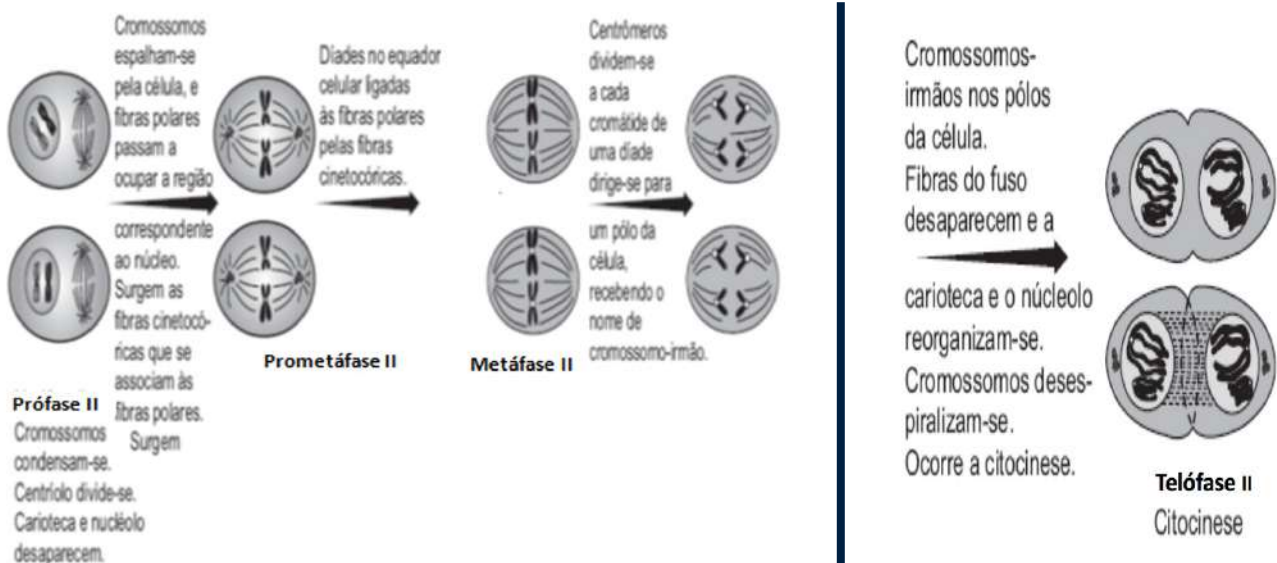 Cromossomos
espalham-se
pela célula, e
fibras polares
passam a
ocupar a região
correspondente
ao núcleo.
Surgem as
fibras cinetocó-
ricas que se
associam às
fibras polares.
Surgem
Prófase II
Cromossomos
condensam-se.
Centríolo divide-se.
Carioteca e nucléolo
desaparecem.
Díades no equador
celular ligadas
às fibras polares
pelas fibras
cinetocóricas.
Prometáfase II
Metáfase II
Centrômeros
dividem-se
a cada
cromátide de
uma díade
dirige-se para
um pólo da
célula,
recebendo o
nome de
cromossomo-irmão.
Cromossomos-
irmãos nos pólos
da célula.
Fibras do fuso
desaparecem e a
carioteca e o núcleolo
reorganizam-se.
Cromossomos deses-
piralizam-se.
Ocorre a citocinese.
Telófase II
Citocinese